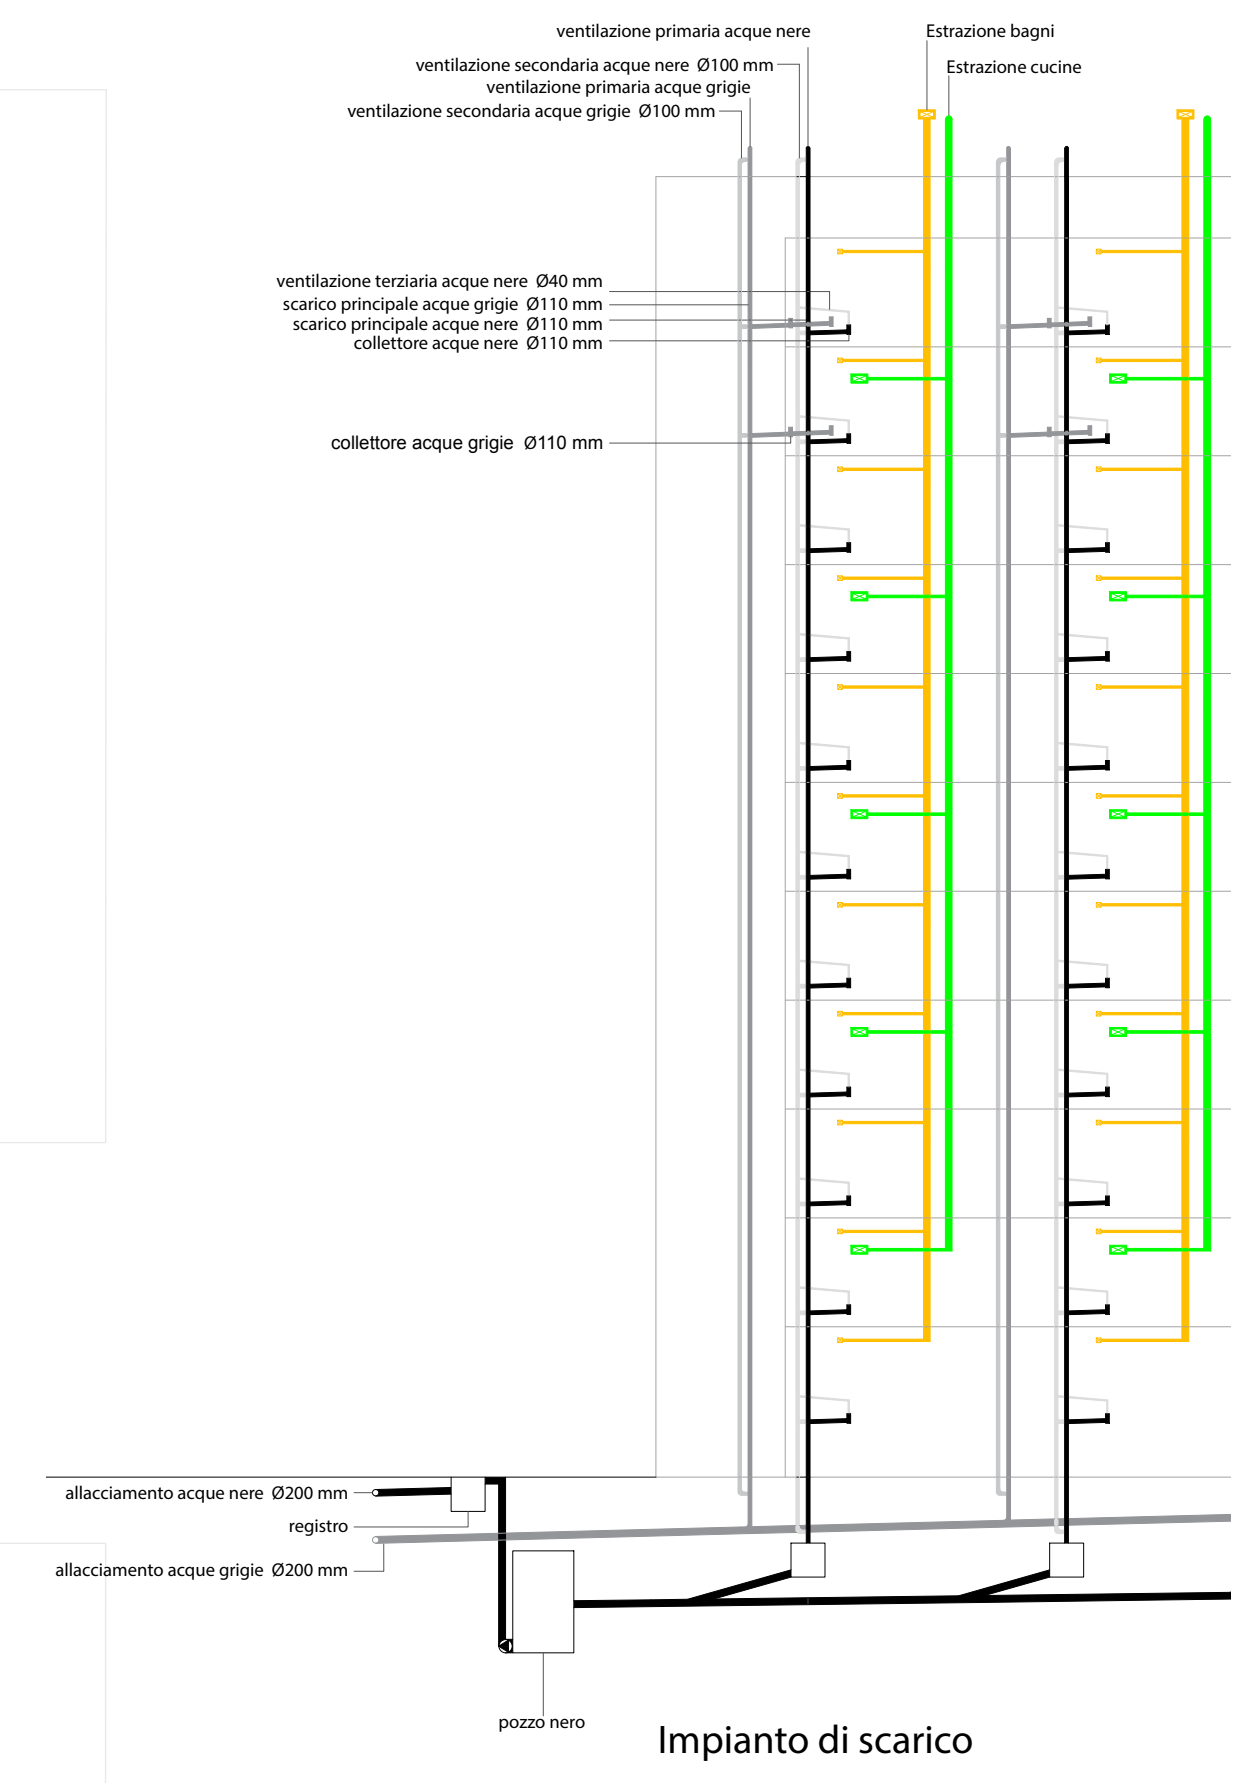 ventilazione primaria acque nere
Estrazione bagni
ventilazione secondaria acque nere Ø100 mm
Estrazione cucine
ventilazione primaria acque grigie
ventilazione secondaria acque grigie Ø100 mm
ventilazione terziaria acque nere Ø40 mm
scarico principale acque grigie Ø110 mm
scarico principale acque nere Ø110 mm
collettore acque nere Ø110 mm
collettore acque grigie Ø110 mm
allacciamento acque nere Ø200 mm
registro
allacciamento acque grigie Ø200 mm
pozzo nero
Impianto di scarico